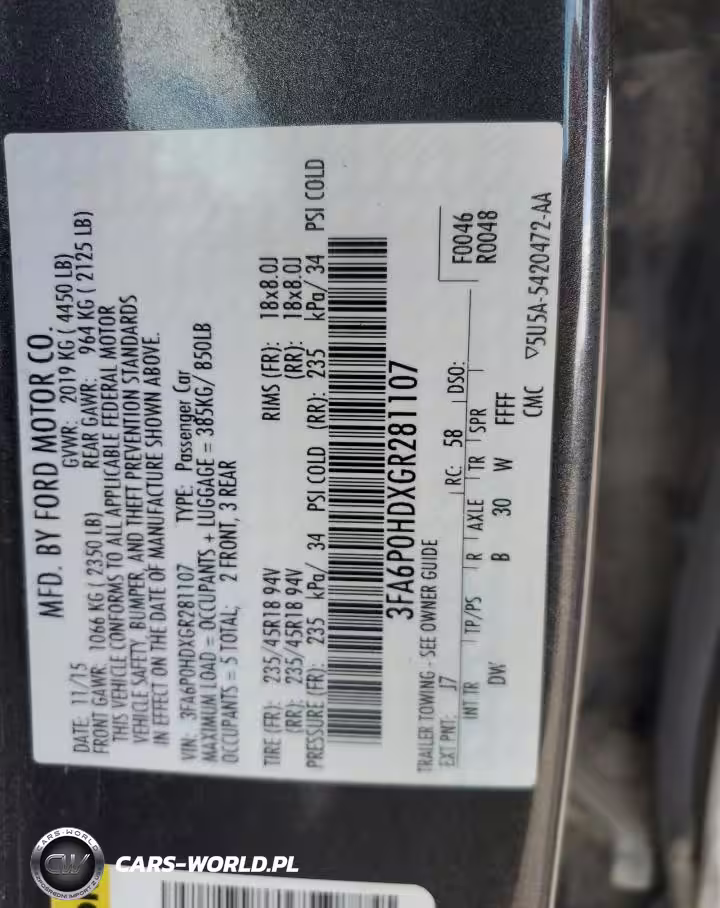 MFD. BY FORD MOTOR CO.
DATE: 11/15 GVWR: 2019 KG ( 4450 LB)
FRONT GAWR: 1066 KG ( 2350 LB) REAR GAWR: 964 KG ( 2125 LB)
THIS VEHICLE CONFORMS TO ALL APPLICABLE FEDERAL MOTOR
VEHICLE SAFETY, BUMPER, AND THEFT PREVENTION STANDARDS
IN EFFECT ON THE DATE OF MANUFACTURE SHOWN ABOVE.
VIN: 3FA6P0HDXGR281107 TYPE: Passenger Car
MAXIMUM LOAD = OCCUPANTS + LUGGAGE = 385KG/ 850LB
OCCUPANTS = 5 TOTAL; 2 FRONT, 3 REAR
TIRE (FR): 235/45R18 94V RIMS (FR): 18x8.0J
(RR): 235/45R18 94V (RR): 18x8.0J
PRESSURE (FR): 235 kPa/ 34 PSI COLD (RR): 235 kPa/ 34 PSI COLD
3FA6P0HDXGR281107
F0046
R0048
TRAILER TOWING - SEE OWNER GUIDE
EXT PNT: J7 RC: 58 DSO:
INT TR TP/PS R AXLE TR SPR
DW B 30 W FFFF
CMC ▽5U5A-5420472-AA
CARS-WORLD
CW
CARS-WORLD.PL